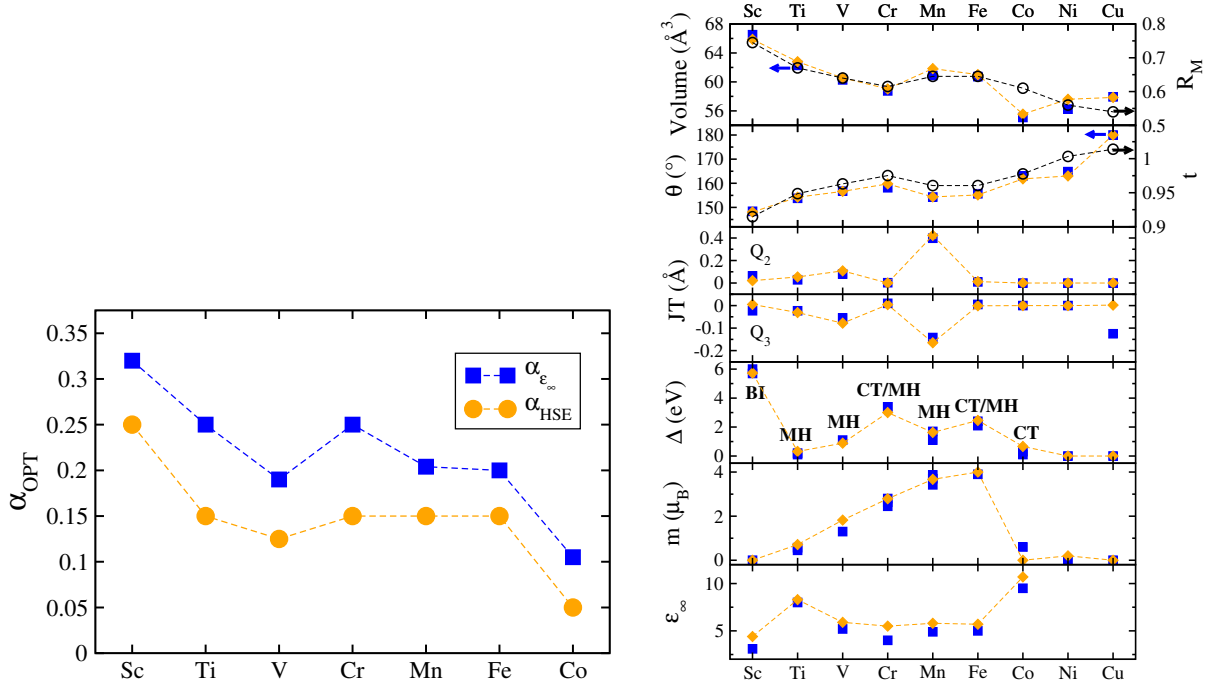 0.35
0.3
0.25
0.2
0.15
0.1
0.05
0
α_OPT
α_ε∞
α_HSE
Sc Ti V Cr Mn Fe Co
Sc Ti V Cr Mn Fe Co Ni Cu
68
64
60
56
Volume (Å³)
0.8
0.7
0.6
0.5
R_M
180
170
160
150
θ (°)
1
0.95
0.9
t
0.4
0.2
0
Q₂
JT (Å)
0
-0.1
-0.2
Q₃
6
4
2
0
Δ (eV)
BI MH MH CT/MH MH CT/MH CT
4
2
0
m (μ_B)
10
5
ε∞
Sc Ti V Cr Mn Fe Co Ni Cu